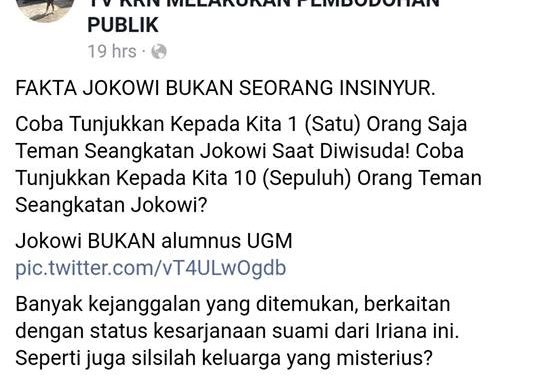 TV KRN MELAKUKAN PEMBODOHAN
PUBLIK
19 hrs ·
FAKTA JOKOWI BUKAN SEORANG INSINYUR.
Coba Tunjukkan Kepada Kita 1 (Satu) Orang Saja
Teman Seangkatan Jokowi Saat Diwisuda! Coba
Tunjukkan Kepada Kita 10 (Sepuluh) Orang Teman
Seangkatan Jokowi?
Jokowi BUKAN alumnus UGM
pic.twitter.com/vT4ULwOgdb
Banyak kejanggalan yang ditemukan, berkaitan
dengan status kesarjanaan suami dari Iriana ini.
Seperti juga silsilah keluarga yang misterius?